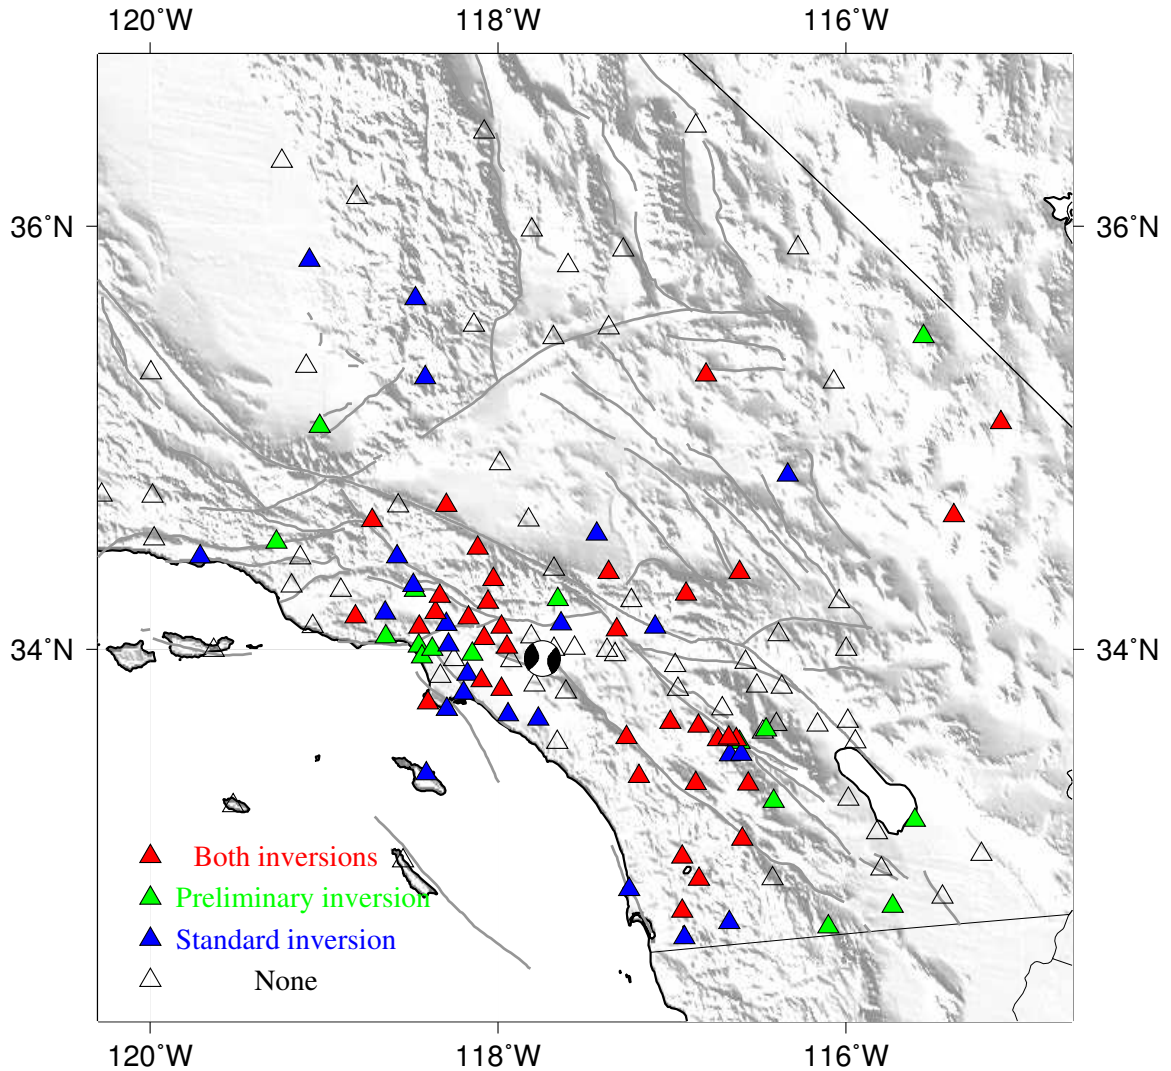 120˚W 118˚W 116˚W
36˚N 36˚N
34˚N 34˚N
Both inversions
Preliminary inversion
Standard inversion
None
120˚W 118˚W 116˚W